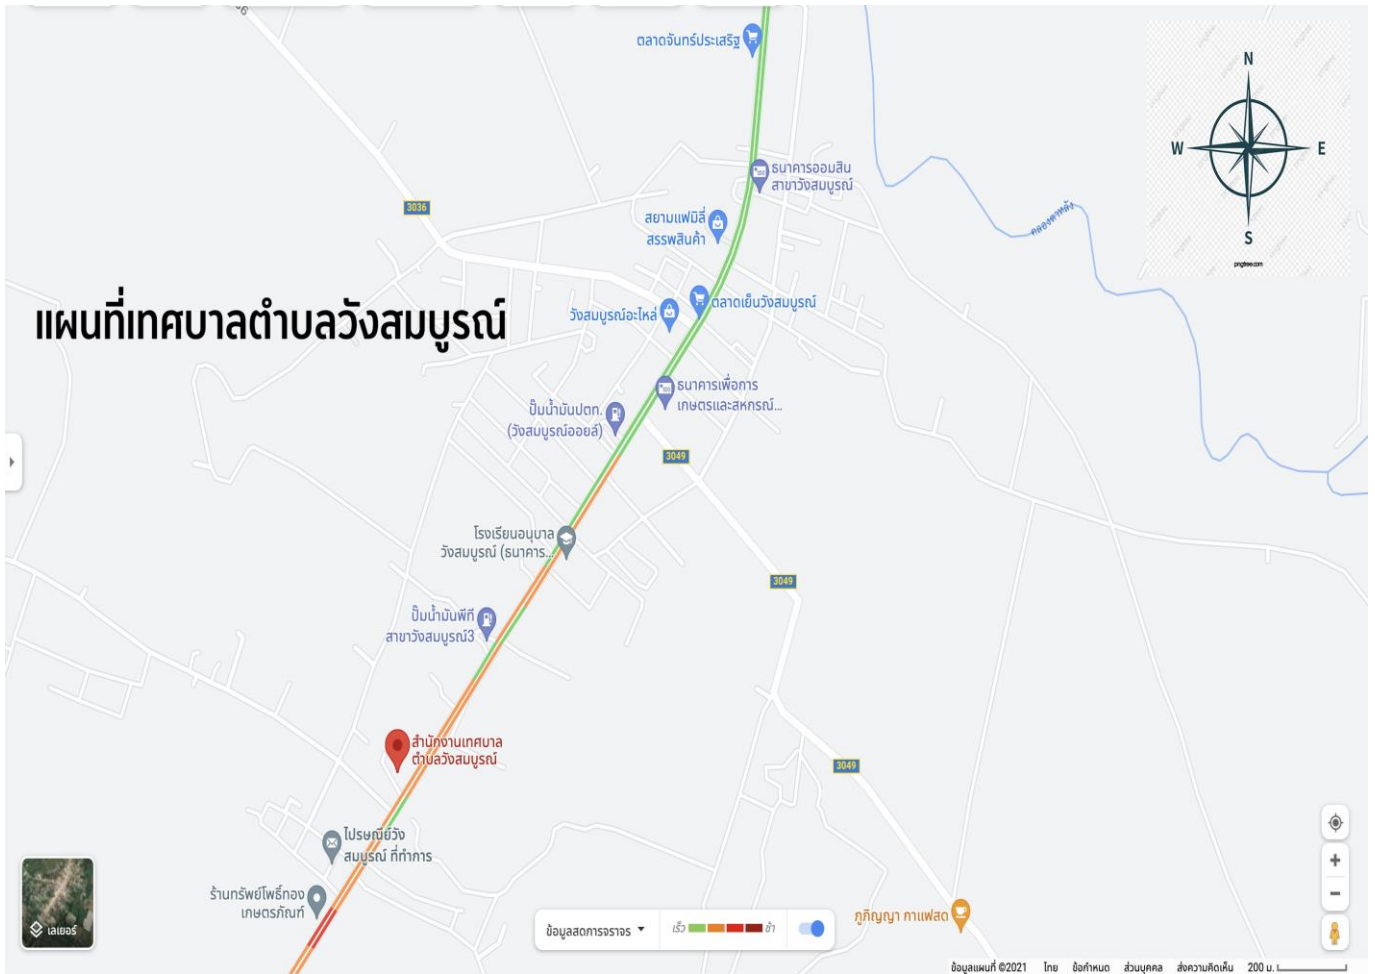 36
ตลาดจันทร์ประเสริฐ
N
W
E
S
pngtree.com
ธนาคารออมสิน
สาขาวังสมบูรณ์
3036
สยามแฟมิลี่
สรรพสินค้า
คลองตาหลัง
แผนที่เทศบาลตำบลวังสมบูรณ์
วังสมบูรณ์อะไหล่
ตลาดเย็นวังสมบูรณ์
ธนาคารเพื่อการ
เกษตรและสหกรณ์...
ปั๊มน้ำมันปตท.
(วังสมบูรณ์ออยล์)
3049
โรงเรียนอนุบาล
วังสมบูรณ์ (ธนาคาร...
3049
ปั๊มน้ำมันพีที
สาขาวังสมบูรณ์3
สำนักงานเทศบาล
ตำบลวังสมบูรณ์
3049
ไปรษณีย์วัง
สมบูรณ์ ที่ทำการ
ร้านทรัพย์โพธิ์ทอง
เกษตรภัณฑ์
ภูกิญญา กาแฟสด
เลเยอร์
ข้อมูลสดการจราจร
เร็ว
ช้า
ข้อมูลแผนที่ ©2021 ไทย ข้อกำหนด ส่วนบุคคล ส่งความคิดเห็น 200 ม.